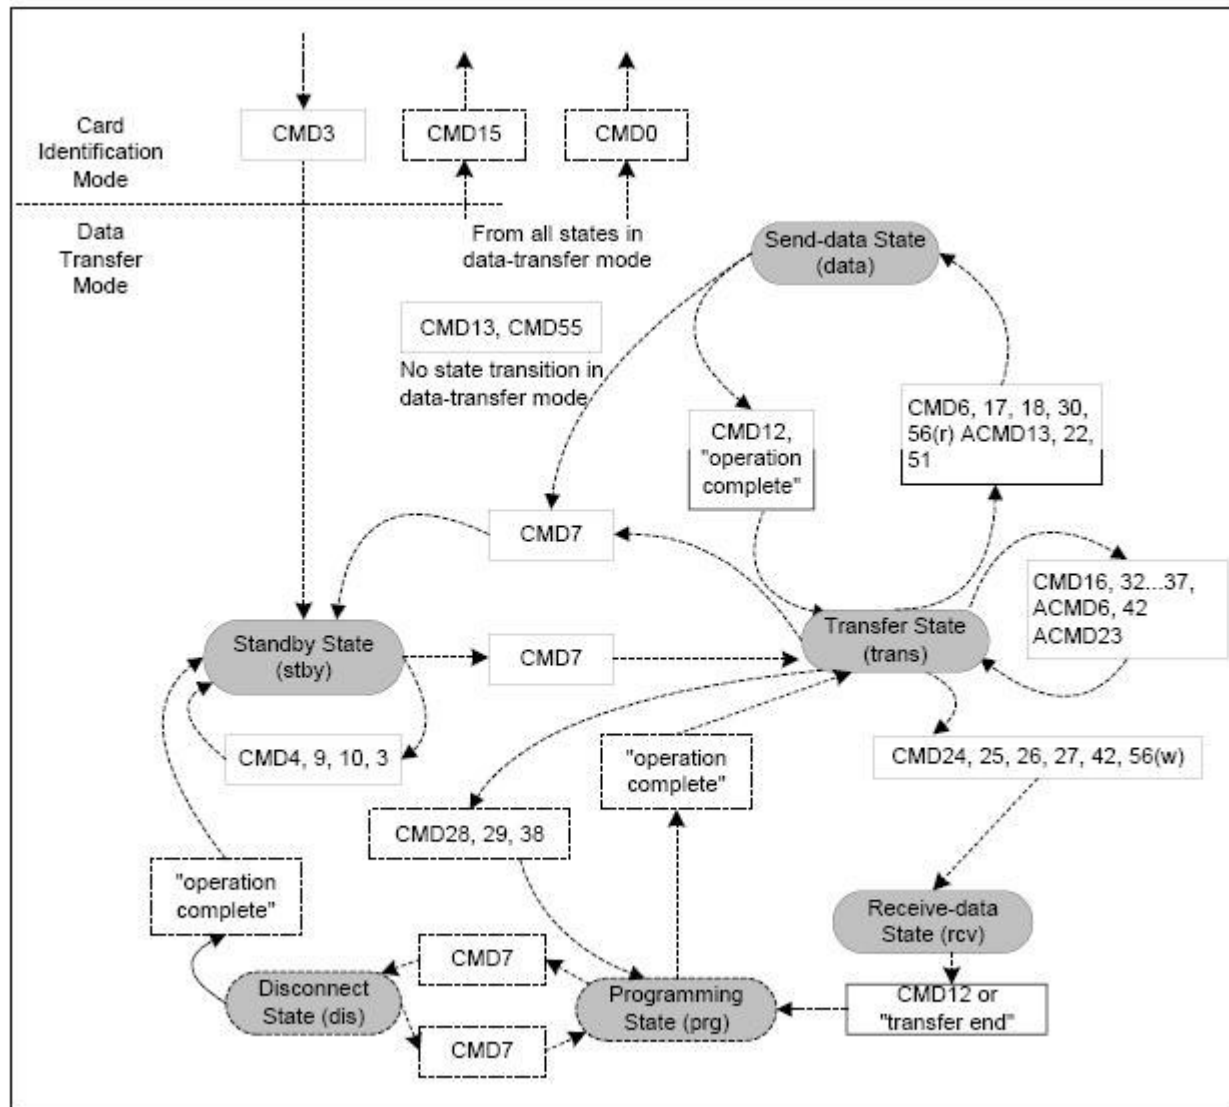 Card
Identification
Mode
CMD3
CMD15
CMD0
Data
Transfer
Mode
From all states in
data-transfer mode
Send-data State
(data)
CMD13, CMD55
No state transition in
data-transfer mode
CMD12,
"operation
complete"
CMD6, 17, 18, 30,
56(r) ACMD13, 22,
51
CMD7
CMD16, 32...37,
ACMD6, 42
ACMD23
Standby State
(stby)
CMD7
Transfer State
(trans)
CMD4, 9, 10, 3
"operation
complete"
CMD24, 25, 26, 27, 42, 56(w)
CMD28, 29, 38
"operation
complete"
Receive-data
State (rcv)
CMD7
Disconnect
State (dis)
Programming
State (prg)
CMD12 or
"transfer end"
CMD7